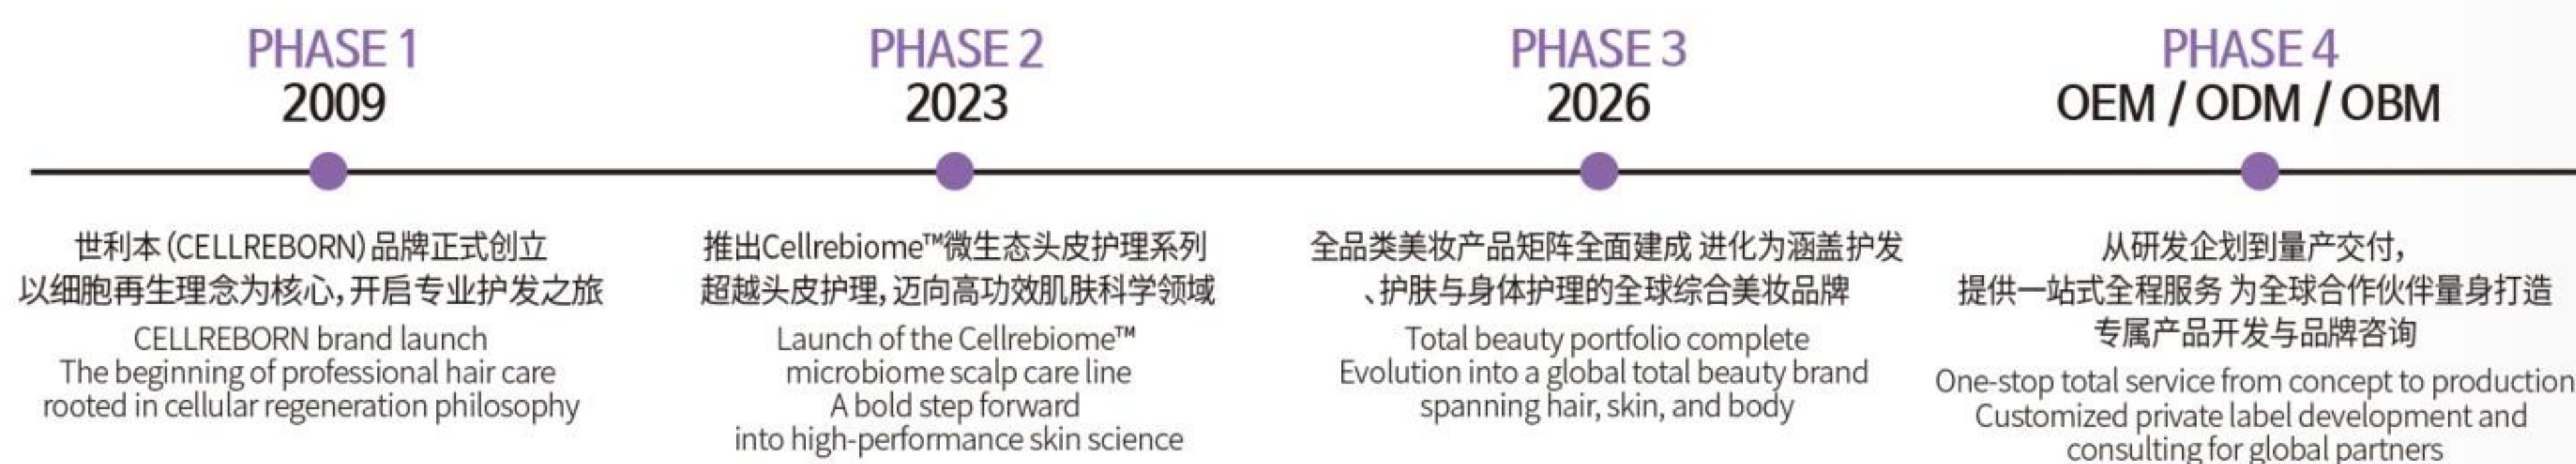 PHASE 1
2009
世利本(CELLREBORN)品牌正式创立
以细胞再生理念为核心,开启专业护发之旅
CELLREBORN brand launch
The beginning of professional hair care
rooted in cellular regeneration philosophy
PHASE 2
2023
推出Cellrebiome™微生态头皮护理系列
超越头皮护理,迈向高功效肌肤科学领域
Launch of the Cellrebiome™
microbiome scalp care line
A bold step forward
into high-performance skin science
PHASE 3
2026
全品类美妆产品矩阵全面建成 进化为涵盖护发
、护肤与身体护理的全球综合美妆品牌
Total beauty portfolio complete
Evolution into a global total beauty brand
spanning hair, skin, and body
PHASE 4
OEM / ODM / OBM
从研发企划到量产交付,
提供一站式全程服务 为全球合作伙伴量身打造
专属产品开发与品牌咨询
One-stop total service from concept to production
Customized private label development and
consulting for global partners